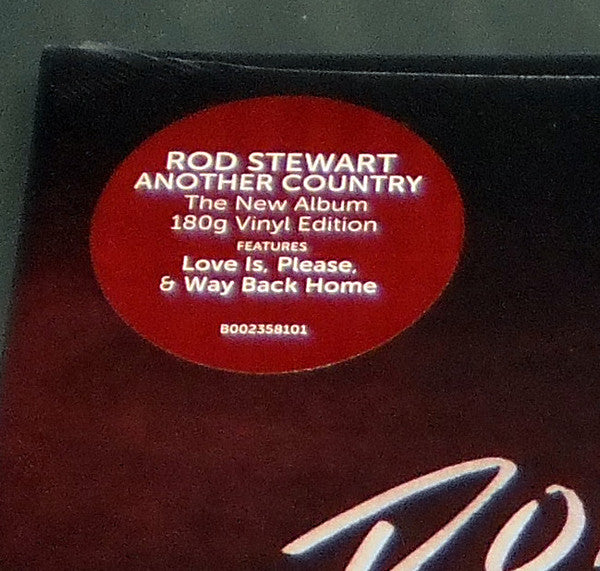 ROD STEWART
ANOTHER COUNTRY
The New Album
180g Vinyl Edition
FEATURES
Love Is, Please,
& Way Back Home
B002358101